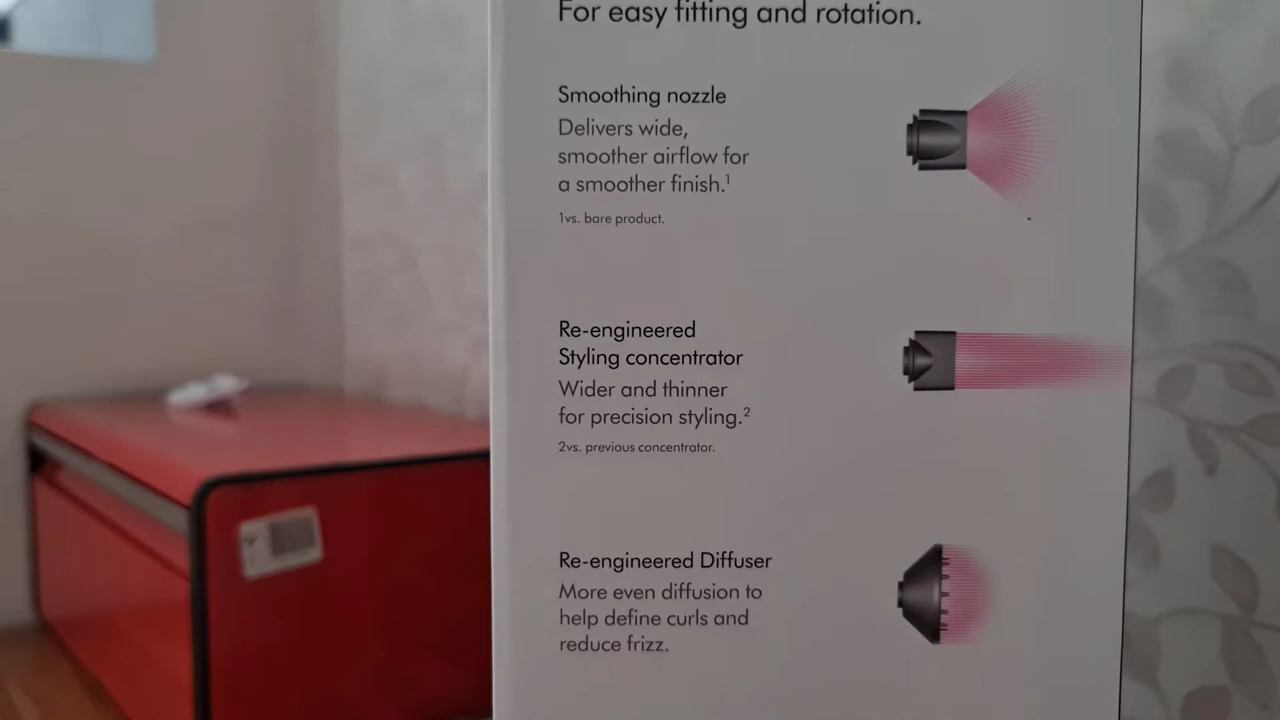 For easy fitting and rotation.
Smoothing nozzle
Delivers wide,
smoother airflow for
a smoother finish.¹
1vs. bare product.
Re-engineered
Styling concentrator
Wider and thinner
for precision styling.²
2vs. previous concentrator.
Re-engineered Diffuser
More even diffusion to
help define curls and
reduce frizz.